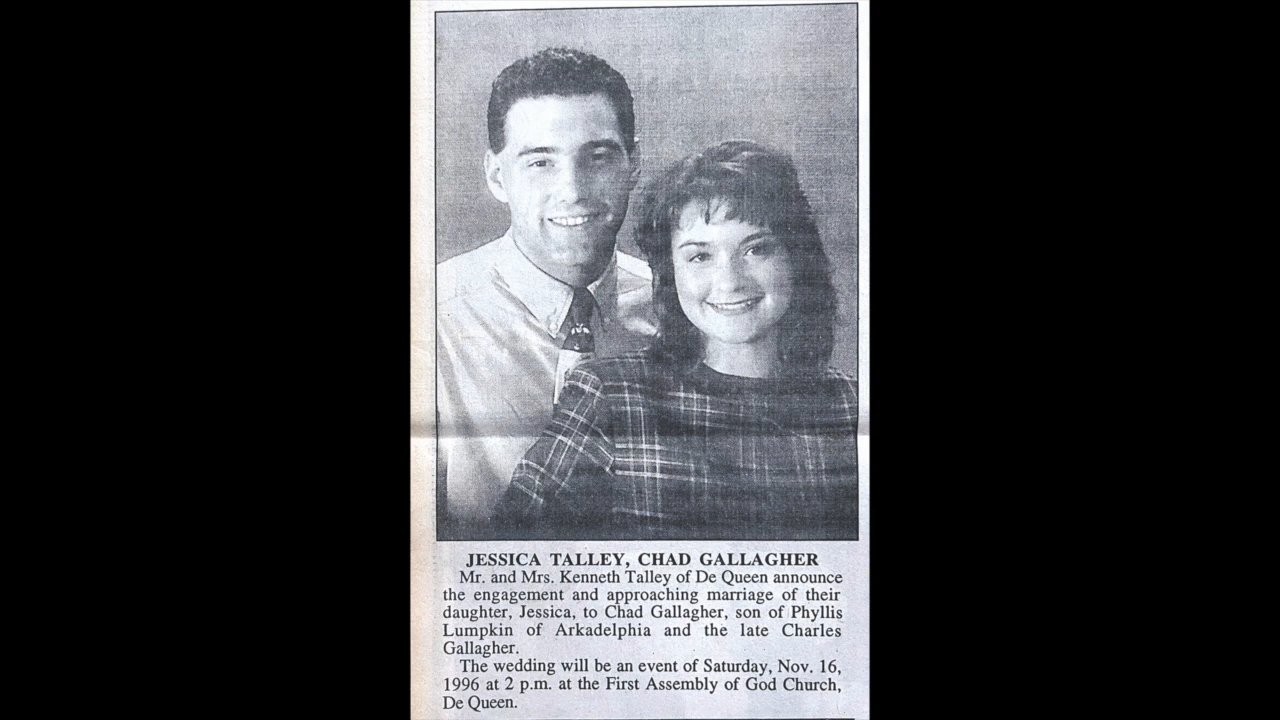 JESSICA TALLEY, CHAD GALLAGHER
Mr. and Mrs. Kenneth Talley of De Queen announce
the engagement and approaching marriage of their
daughter, Jessica, to Chad Gallagher, son of Phyllis
Lumpkin of Arkadelphia and the late Charles
Gallagher.
The wedding will be an event of Saturday, Nov. 16,
1996 at 2 p.m. at the First Assembly of God Church,
De Queen.